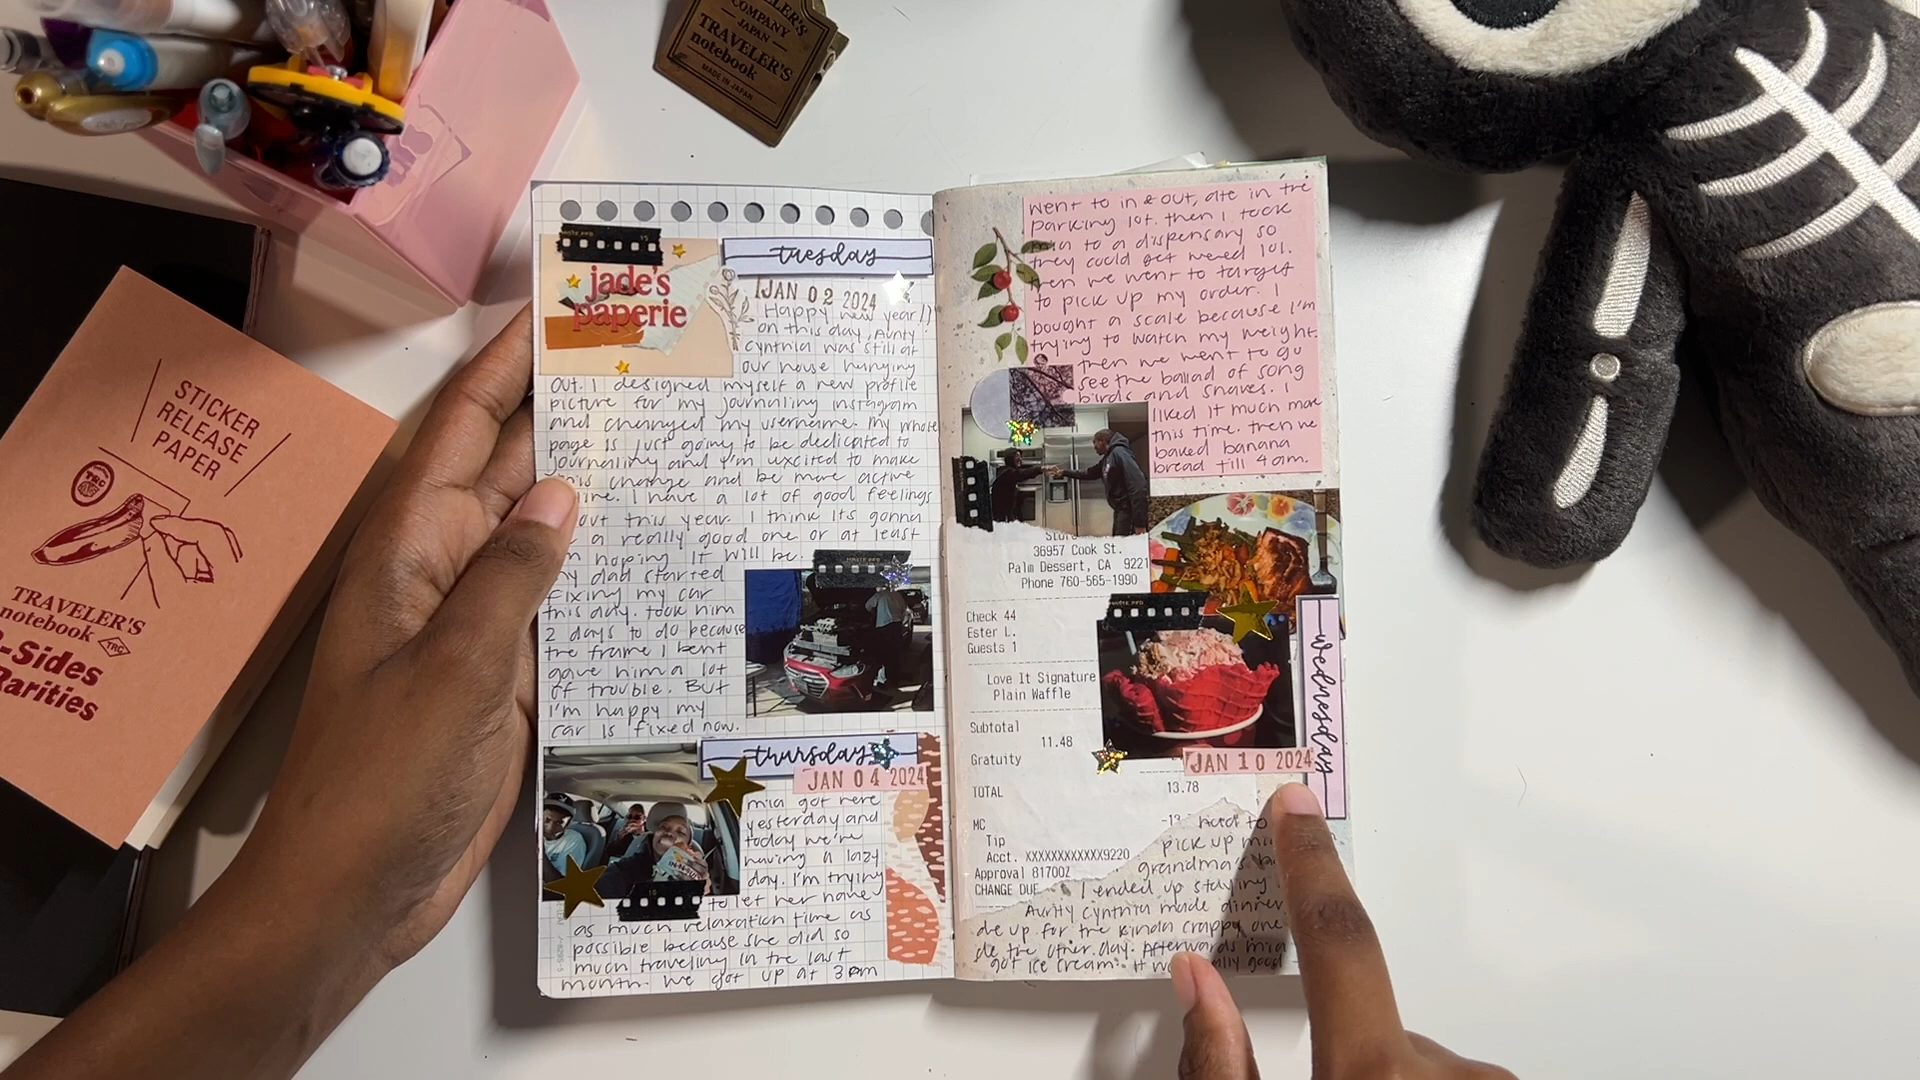 COMPANY
JAPAN
TRAVELER'S
notebook
MADE IN JAPAN
STICKER
RELEASE
PAPER
TRC
TRAVELER'S
notebook TRC
B-Sides
Rarities
jade's
paperie
tuesday
JAN 02 2024
Happy new year!!
on this day, Aunty
cynthia was still at
our house hanging
out. I designed myself a new profile
picture for my journaling instagram
and changed my username. my whole
page is just going to be dedicated to
journaling and I'm excited to make
this change and be more active
I have a lot of good feelings
out this year. I think its gonna
a really good one or at least
hoping it will be.
my dad started
fixing my car
this day. took him
2 days to do because
the frame I bent
gave him a lot
of trouble. But
I'm happy my
car is fixed now.
thursday
JAN 04 2024
mia got here
yesterday and
today we're
having a lazy
day. I'm trying
to let her have
as much relaxation time as
possible because she did so
much traveling in the last
month. we got up at 3pm
went to in & out, ate in the
parking lot. then I took
mia to a dispensary so
they could get weed lol.
then we went to target
to pick up my order. I
bought a scale because I'm
trying to watch my weight.
then we went to go
see the ballad of song
birds and snakes. I
liked it much more
this time. then we
baked banana
bread till 4am.
Store
36957 Cook St.
Palm Dessert, CA 9221
Phone 760-565-1990
Check 44
Ester L.
Guests 1
Love It Signature
Plain Waffle
Subtotal
11.48
Gratuity
TOTAL
13.78
MC
-13
Tip
Acct. XXXXXXXXXXXX9220
Approval 81700Z
CHANGE DUE
wednesday
JAN 10 2024
need to
pick up
grandma's
I ended up staying
Aunty cynthia made dinner
up for the kinda crappy one
the other day. Afterwards mia
got ice cream. It good